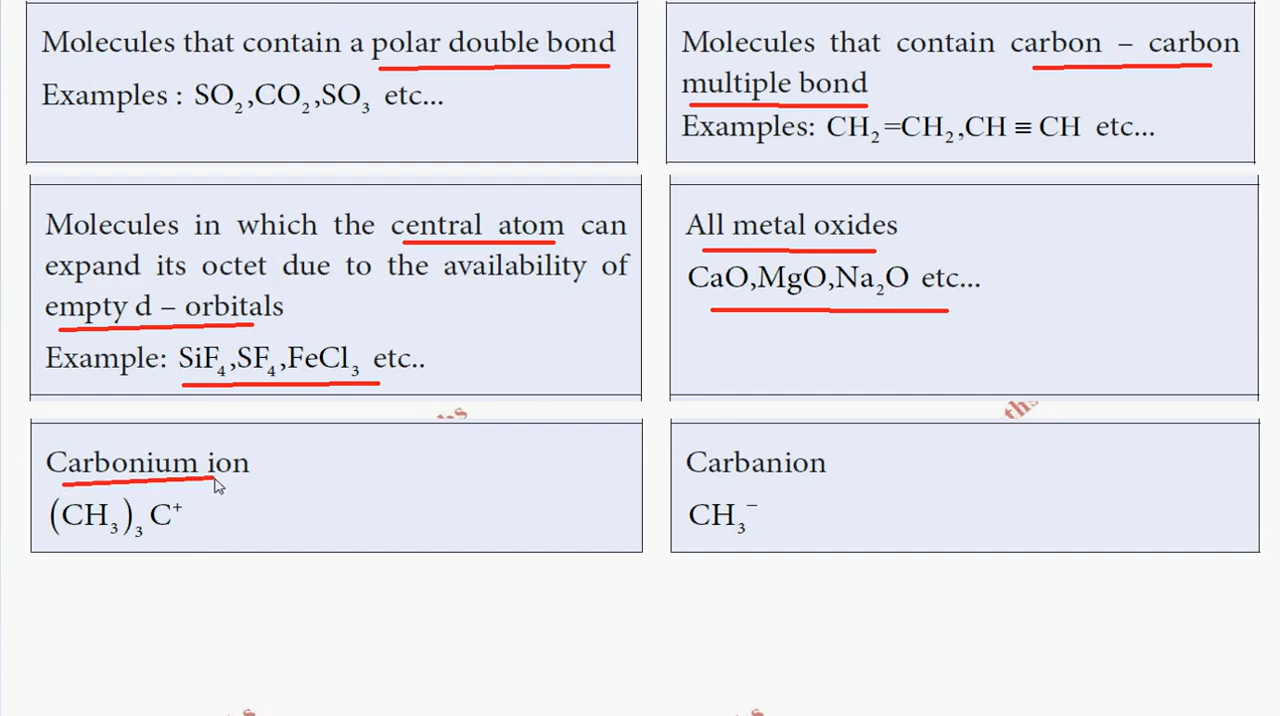 Molecules that contain a polar double bond
Examples : SO₂,CO₂,SO₃ etc...
Molecules that contain carbon – carbon
multiple bond
Examples: CH₂=CH₂,CH ≡ CH etc...
Molecules in which the central atom can
expand its octet due to the availability of
empty d – orbitals
Example: SiF₄,SF₄,FeCl₃ etc..
All metal oxides
CaO,MgO,Na₂O etc...
Carbonium ion
(CH₃)₃ C⁺
Carbanion
CH₃⁻